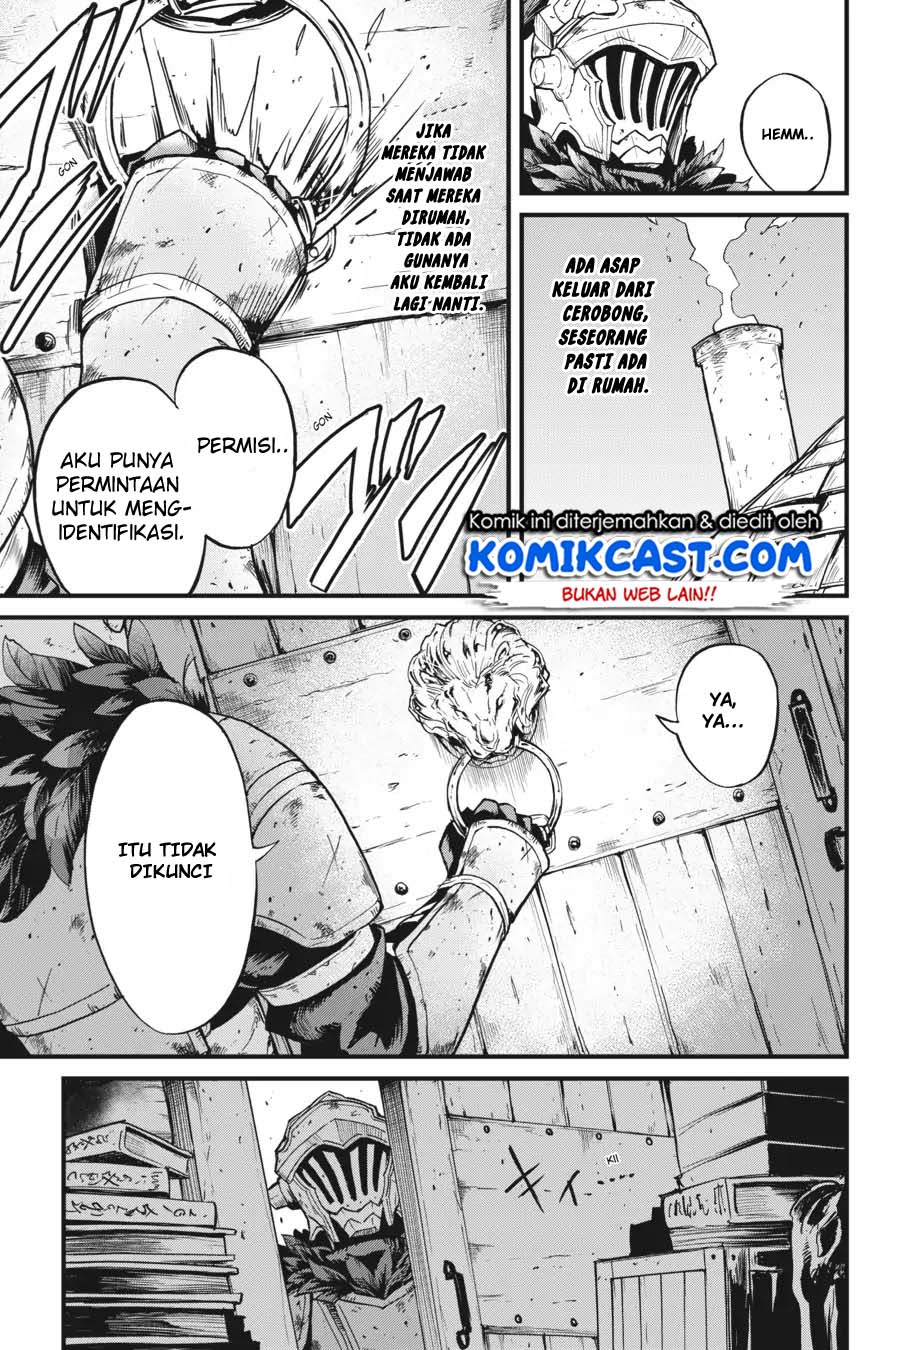 HEMM..
ADA ASAP
KELUAR DARI
CEROBONG,
SESEORANG
PASTI ADA
DI RUMAH.
JIKA
MEREKA TIDAK
MENJAWAB
SAAT MEREKA
DIRUMAH,
TIDAK ADA
GUNANYA
AKU KEMBALI
LAGI NANTI.
GON
GON
PERMISI..
AKU PUNYA
PERMINTAAN
UNTUK MENG-
IDENTIFIKASI.
Komik ini diterjemahkan & diedit oleh
KOMIKCAST.COM
BUKAN WEB LAIN!!
YA,
YA...
ITU TIDAK
DIKUNCI
KII
キィ